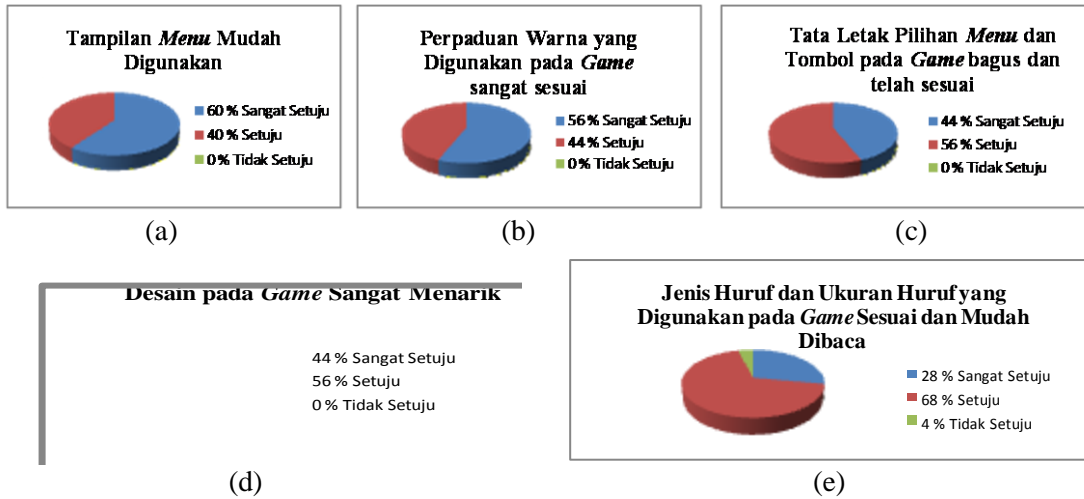 Tampilan Menu Mudah
Digunakan
60 % Sangat Setuju
40 % Setuju
0 % Tidak Setuju
(a)
Perpaduan Warna yang
Digunakan pada Game
sangat sesuai
56 % Sangat Setuju
44 % Setuju
0 % Tidak Setuju
(b)
Tata Letak Pilihan Menu dan
Tombol pada Game bagus dan
telah sesuai
44 % Sangat Setuju
56 % Setuju
0 % Tidak Setuju
(c)
Desain pada Game Sangat Menarik
44 % Sangat Setuju
56 % Setuju
0 % Tidak Setuju
(d)
Jenis Huruf dan Ukuran Huruf yang
Digunakan pada Game Sesuai dan Mudah
Dibaca
28 % Sangat Setuju
68 % Setuju
4 % Tidak Setuju
(e)